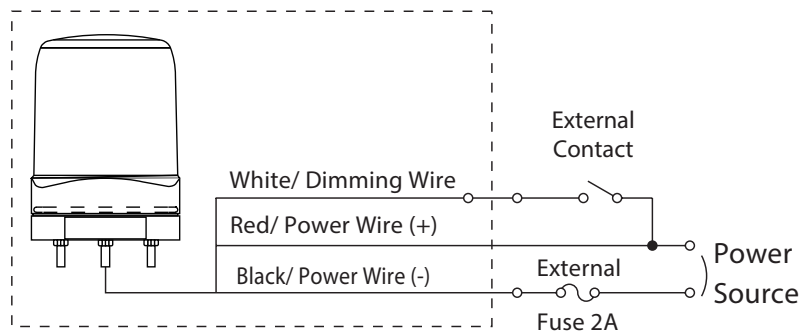 External
Contact
White/ Dimming Wire
Red/ Power Wire (+)
Power
Black/ Power Wire (-)
External
Source
Fuse 2A